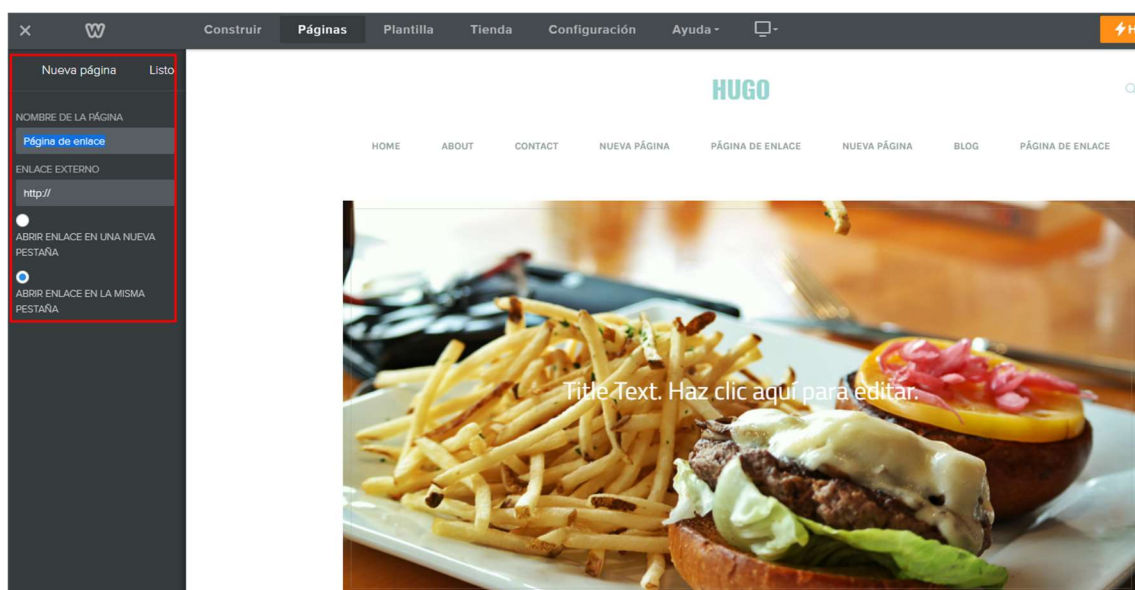 Construir Páginas Plantilla Tienda Configuración Ayuda
Nueva página Listo
NOMBRE DE LA PÁGINA
Página de enlace
ENLACE EXTERNO
http://
ABRIR ENLACE EN UNA NUEVA
PESTAÑA
ABRIR ENLACE EN LA MISMA
PESTAÑA
HUGO
HOME ABOUT CONTACT NUEVA PÁGINA PÁGINA DE ENLACE NUEVA PÁGINA BLOG PÁGINA DE ENLACE
Title Text. Haz clic aquí para editar.